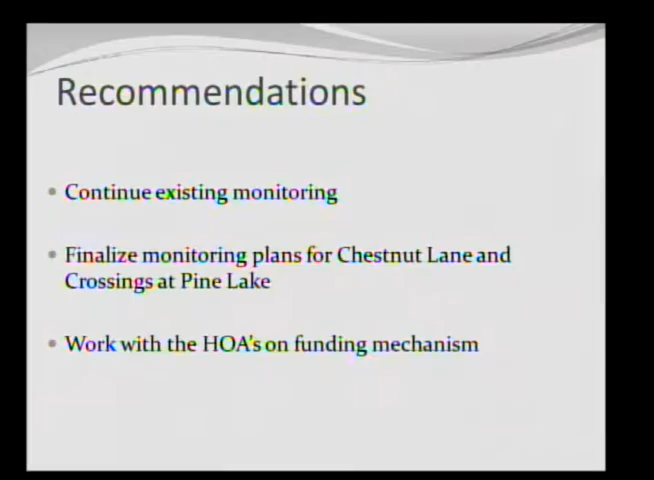 Recommendations
Continue existing monitoring
Finalize monitoring plans for Chestnut Lane and
Crossings at Pine Lake
Work with the HOA's on funding mechanism